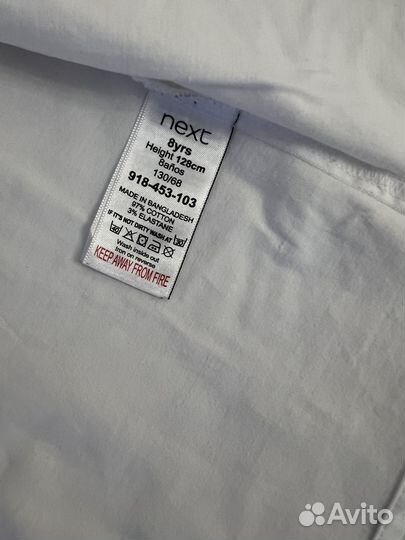 next
8yrs
Height 128cm
8años
130/68
918-453-103
MADE IN BANGLADESH
97% COTTON
3% ELASTANE
IF IT'S NOT DIRTY WASH AT
Wash inside out
Iron on reverse
KEEP AWAY FROM FIRE
Avito